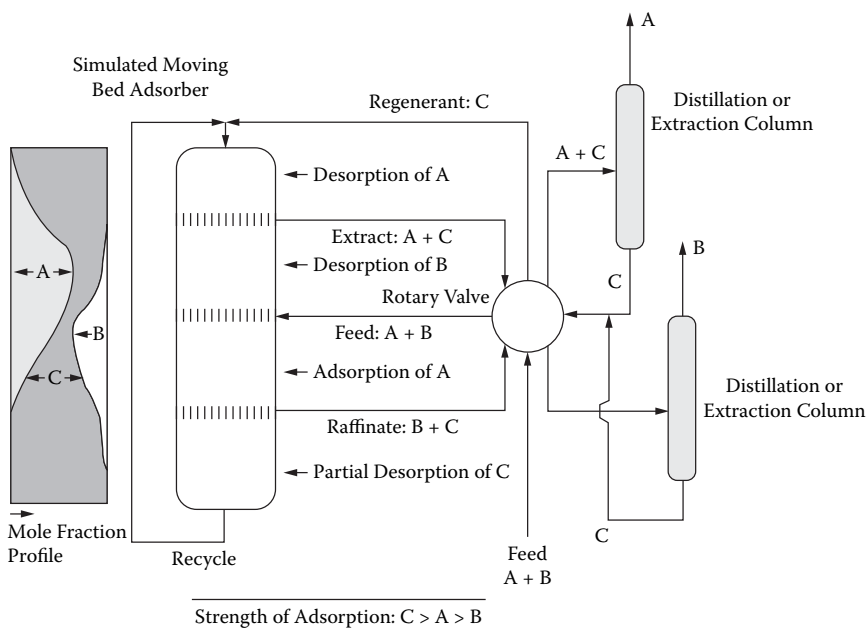 Simulated Moving
Bed Adsorber
A
Regenerant: C
Distillation or
Extraction Column
A + C
Desorption of A
Extract: A + C
Desorption of B
Rotary Valve
Feed: A + B
Adsorption of A
Raffinate: B + C
Partial Desorption of C
A
B
C
C
B
Distillation or
Extraction Column
C
Mole Fraction
Profile
Recycle
Feed
A + B
Strength of Adsorption: C > A > B